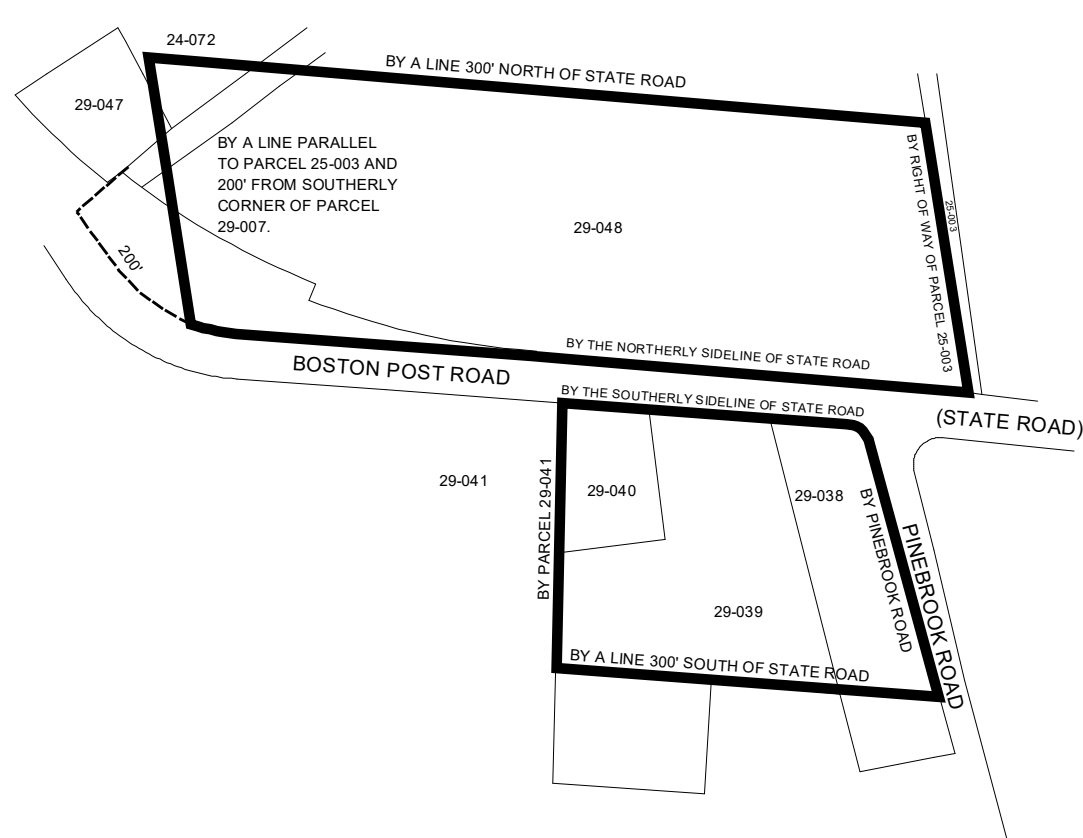 24-072
BY A LINE 300' NORTH OF STATE ROAD
29-047
BY A LINE PARALLEL
TO PARCEL 25-003 AND
200' FROM SOUTHERLY
CORNER OF PARCEL
29-007.
29-048
BY RIGHT OF WAY OF PARCEL 25-003
25-003
200'
BY THE NORTHERLY SIDELINE OF STATE ROAD
BOSTON POST ROAD
BY THE SOUTHERLY SIDELINE OF STATE ROAD
(STATE ROAD)
29-041
BY PARCEL 29-041
29-040
29-038
BY PINEBROOK ROAD
PINEBROOK ROAD
29-039
BY A LINE 300' SOUTH OF STATE ROAD